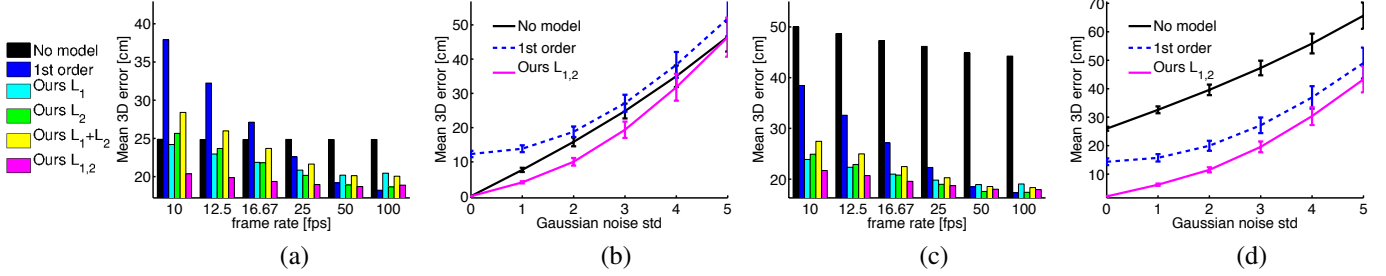 No model
1st order
Ours L1
Ours L2
Ours L1+L2
Ours L1,2
Mean 3D error [cm]
40
35
30
25
20
10 12.5 16.67 25 50 100
frame rate [fps]
(a)
Mean 3D error [cm]
50
40
30
20
10
0
No model
1st order
Ours L1,2
0 1 2 3 4 5
Gaussian noise std
(b)
Mean 3D error [cm]
50
40
30
20
10 12.5 16.67 25 50 100
frame rate [fps]
(c)
Mean 3D error [cm]
70
60
50
40
30
20
10
No model
1st order
Ours L1,2
0 1 2 3 4 5
Gaussian noise std
(d)